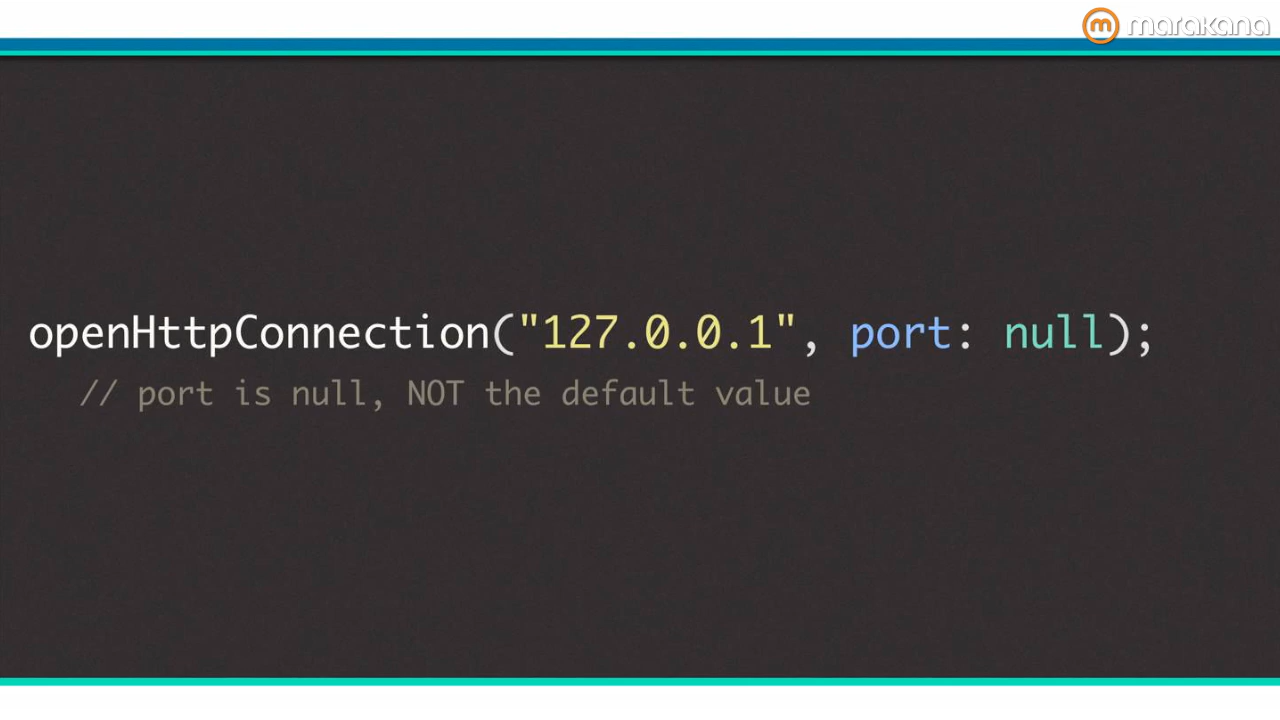 marakana
openHttpConnection("127.0.0.1", port: null);
// port is null, NOT the default value